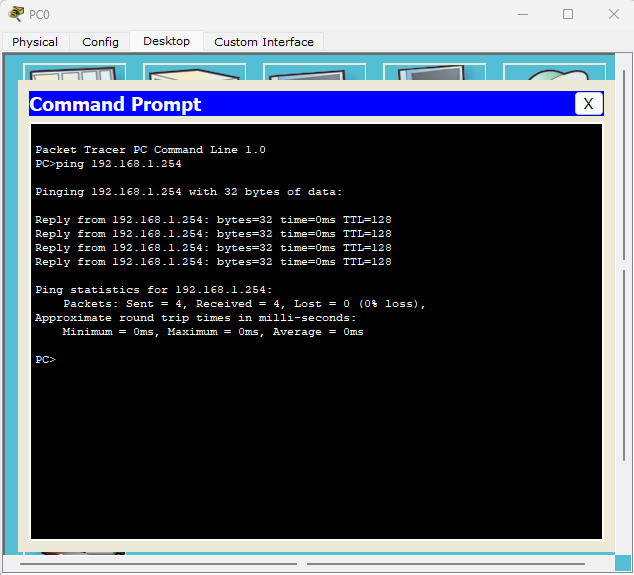 PC0
Physical Config Desktop Custom Interface
Command Prompt X
Packet Tracer PC Command Line 1.0
PC>ping 192.168.1.254
Pinging 192.168.1.254 with 32 bytes of data:
Reply from 192.168.1.254: bytes=32 time=0ms TTL=128
Reply from 192.168.1.254: bytes=32 time=0ms TTL=128
Reply from 192.168.1.254: bytes=32 time=0ms TTL=128
Reply from 192.168.1.254: bytes=32 time=0ms TTL=128
Ping statistics for 192.168.1.254:
    Packets: Sent = 4, Received = 4, Lost = 0 (0% loss),
Approximate round trip times in milli-seconds:
    Minimum = 0ms, Maximum = 0ms, Average = 0ms
PC>